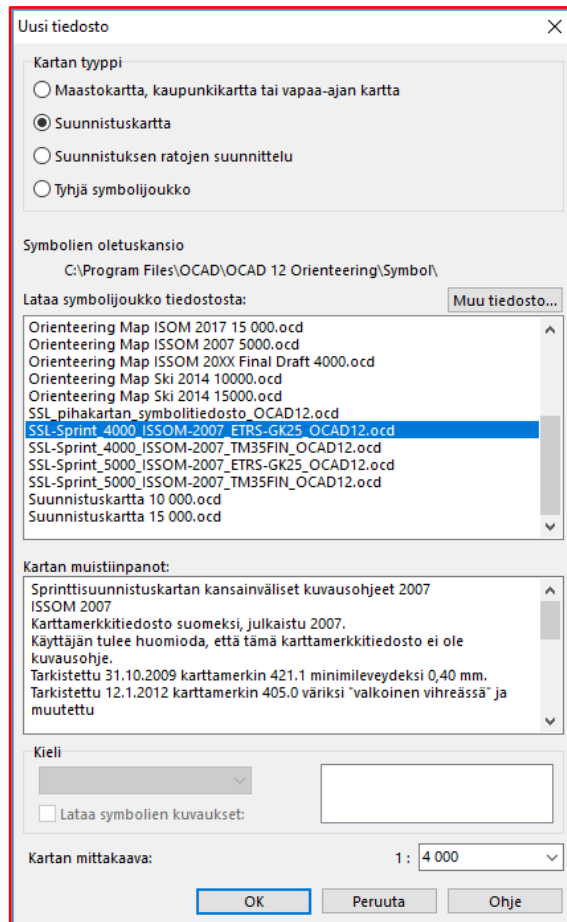 Uusi tiedosto
Kartan tyyppi
Maastokartta, kaupunkikartta tai vapaa-ajan kartta
Suunnistuskartta
Suunnistuksen ratojen suunnittelu
Tyhjä symbolijoukko
Symbolien oletuskansio
C:\Program Files\OCAD\OCAD 12 Orienteering\Symbol\
Lataa symbolijoukko tiedostosta:
Muu tiedosto...
Orienteering Map ISOM 2017 15 000.ocd
Orienteering Map ISSOM 2007 5000.ocd
Orienteering Map ISSOM 20XX Final Draft 4000.ocd
Orienteering Map Ski 2014 10000.ocd
Orienteering Map Ski 2014 15000.ocd
SSL_pihakartan_symbolitiedosto_OCAD12.ocd
SSL-Sprint_4000_ISSOM-2007_ETRS-GK25_OCAD12.ocd
SSL-Sprint_4000_ISSOM-2007_TM35FIN_OCAD12.ocd
SSL-Sprint_5000_ISSOM-2007_ETRS-GK25_OCAD12.ocd
SSL-Sprint_5000_ISSOM-2007_TM35FIN_OCAD12.ocd
Suunnistuskartta 10 000.ocd
Suunnistuskartta 15 000.ocd
Kartan muistiinpanot:
Sprinttisuunnistuskartan kansainväliset kuvausohjeet 2007
ISSOM 2007
Karttamerkkitiedosto suomeksi, julkaistu 2007.
Käyttäjän tulee huomioda, että tämä karttamerkkitiedosto ei ole
kuvausohje.
Tarkistettu 31.10.2009 karttamerkin 421.1 minimileveydeksi 0,40 mm.
Tarkistettu 12.1.2012 karttamerkin 405.0 väriksi "valkoinen vihreässä" ja
muutettu
Kieli
Lataa symbolien kuvaukset:
Kartan mittakaava:
1 : 4 000
OK
Peruuta
Ohje